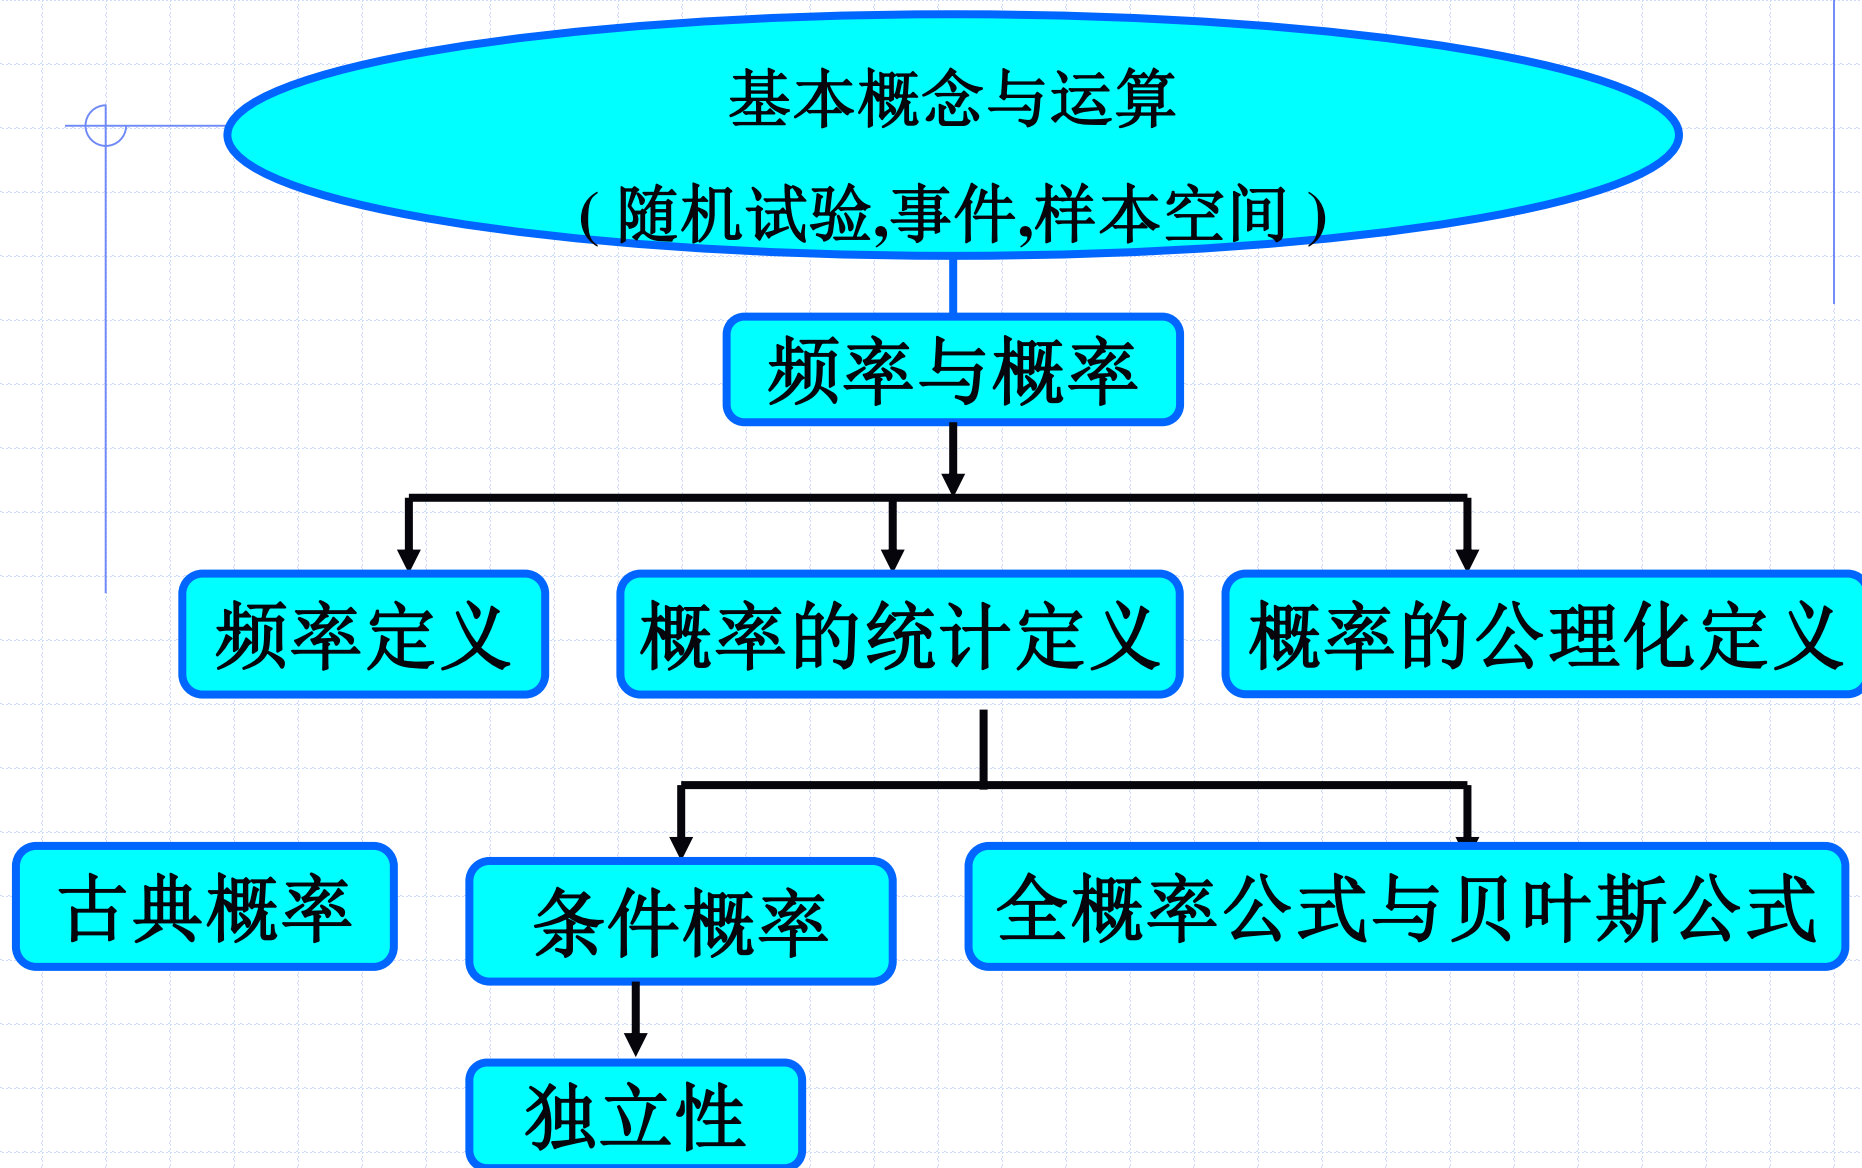 基本概念与运算
( 随机试验,事件,样本空间 )
频率与概率
频率定义
概率的统计定义
概率的公理化定义
古典概率
条件概率
全概率公式与贝叶斯公式
独立性